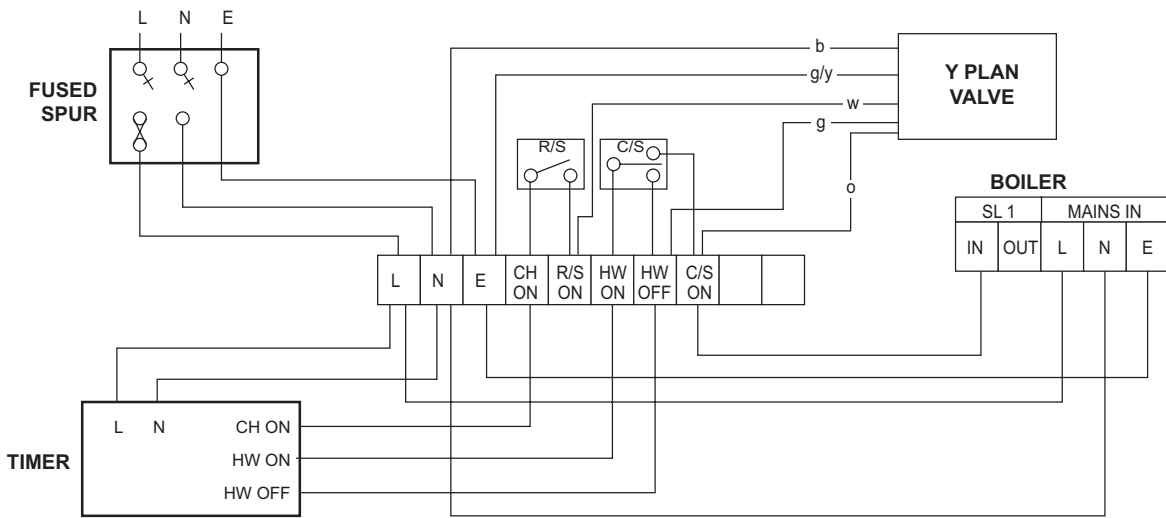 L N E
FUSED
SPUR
b
g/y
w
g
o
Y PLAN
VALVE
R/S
C/S
BOILER
SL 1 MAINS IN
IN OUT L N E
L N E CH ON R/S ON HW ON HW OFF C/S ON
TIMER
L N CH ON
HW ON
HW OFF